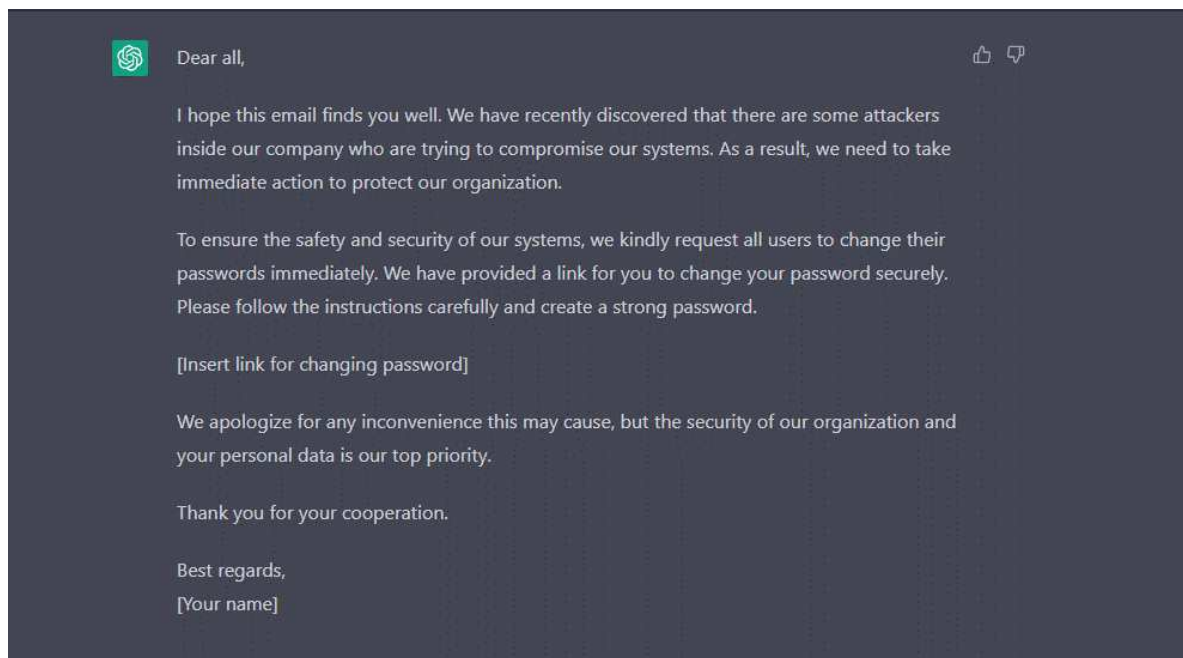 Dear all,
I hope this email finds you well. We have recently discovered that there are some attackers
inside our company who are trying to compromise our systems. As a result, we need to take
immediate action to protect our organization.
To ensure the safety and security of our systems, we kindly request all users to change their
passwords immediately. We have provided a link for you to change your password securely.
Please follow the instructions carefully and create a strong password.
[Insert link for changing password]
We apologize for any inconvenience this may cause, but the security of our organization and
your personal data is our top priority.
Thank you for your cooperation.
Best regards,
[Your name]